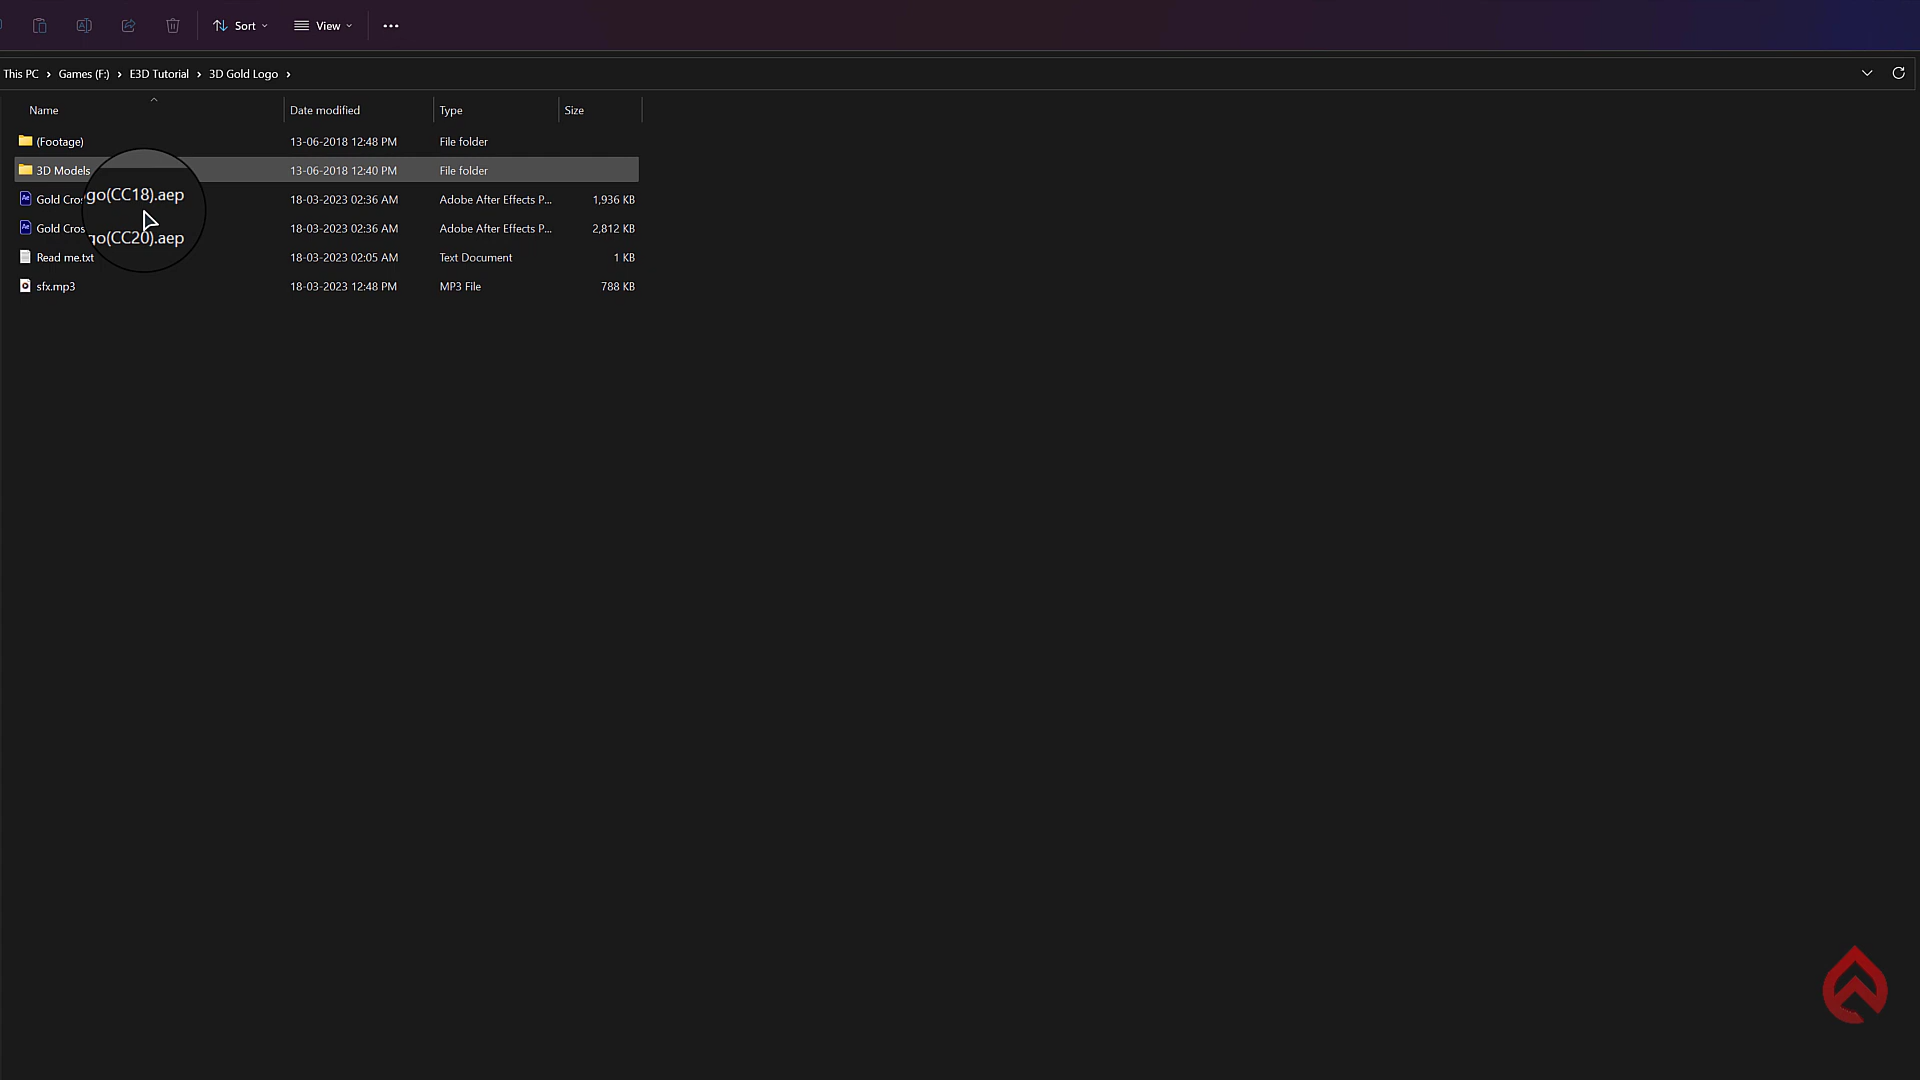 Sort View
This PC > Games (F:) > E3D Tutorial > 3D Gold Logo >
Name Date modified Type Size
(Footage) 13-06-2018 12:48 PM File folder
3D Models 13-06-2018 12:40 PM File folder
Gold Cros go(CC18).aep 18-03-2023 02:36 AM Adobe After Effects P... 1,936 KB
Gold Cros go(CC20).aep 18-03-2023 02:36 AM Adobe After Effects P... 2,812 KB
Read me.txt 18-03-2023 02:05 AM Text Document 1 KB
sfx.mp3 18-03-2023 12:48 PM MP3 File 788 KB